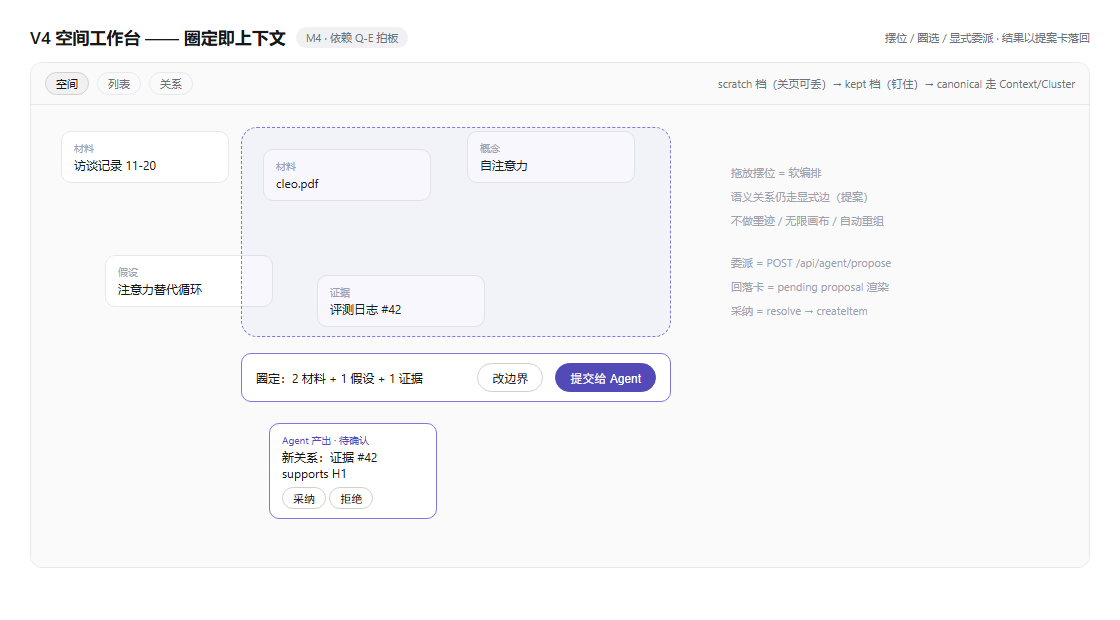 V4 空间工作台 —— 圈定即上下文
M4 · 依赖 Q-E 拍板
摆位 / 圈选 / 显式委派 · 结果以提案卡落回
空间
列表
关系
scratch 档（关页可丢）→ kept 档（钉住）→ canonical 走 Context/Cluster
材料
访谈记录 11-20
材料
cleo.pdf
概念
自注意力
假设
注意力替代循环
证据
评测日志 #42
拖放摆位 = 软编排
语义关系仍走显式边（提案）
不做墨迹 / 无限画布 / 自动重组
委派 = POST /api/agent/propose
回落卡 = pending proposal 渲染
采纳 = resolve → createItem
圈定：2 材料 + 1 假设 + 1 证据
改边界
提交给 Agent
Agent 产出 · 待确认
新关系：证据 #42
supports H1
采纳
拒绝